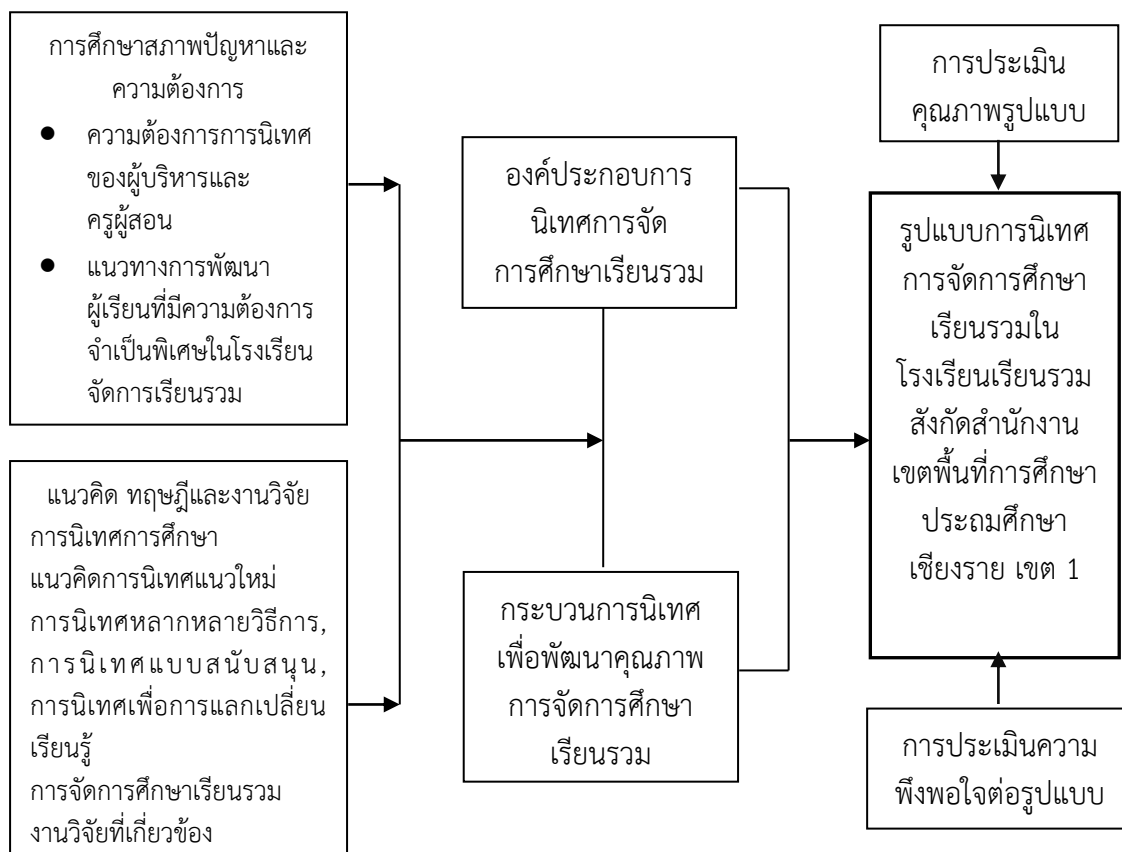 การศึกษาสภาพปัญหาและ
ความต้องการ
● ความต้องการการนิเทศ
ของผู้บริหารและ
ครูผู้สอน
● แนวทางการพัฒนา
ผู้เรียนที่มีความต้องการ
จำเป็นพิเศษในโรงเรียน
จัดการเรียนรวม
แนวคิด ทฤษฎีและงานวิจัย
การนิเทศการศึกษา
แนวคิดการนิเทศแนวใหม่
การนิเทศหลากหลายวิธีการ,
การนิเทศแบบสนับสนุน,
การนิเทศเพื่อการแลกเปลี่ยน
เรียนรู้
การจัดการศึกษาเรียนรวม
งานวิจัยที่เกี่ยวข้อง
องค์ประกอบการ
นิเทศการจัด
การศึกษาเรียนรวม
กระบวนการนิเทศ
เพื่อพัฒนาคุณภาพ
การจัดการศึกษา
เรียนรวม
การประเมิน
คุณภาพรูปแบบ
รูปแบบการนิเทศ
การจัดการศึกษา
เรียนรวมใน
โรงเรียนเรียนรวม
สังกัดสำนักงาน
เขตพื้นที่การศึกษา
ประถมศึกษา
เชียงราย เขต 1
การประเมินความ
พึงพอใจต่อรูปแบบ